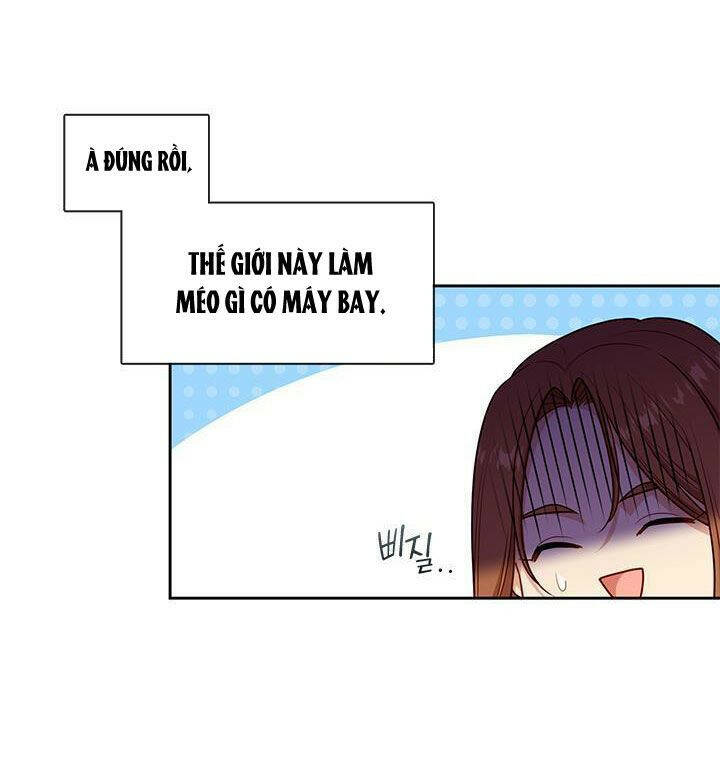 À ĐÚNG RỒI,
THẾ GIỚI NÀY LÀM
MÉO GÌ CÓ MÁY BAY.
삐질..